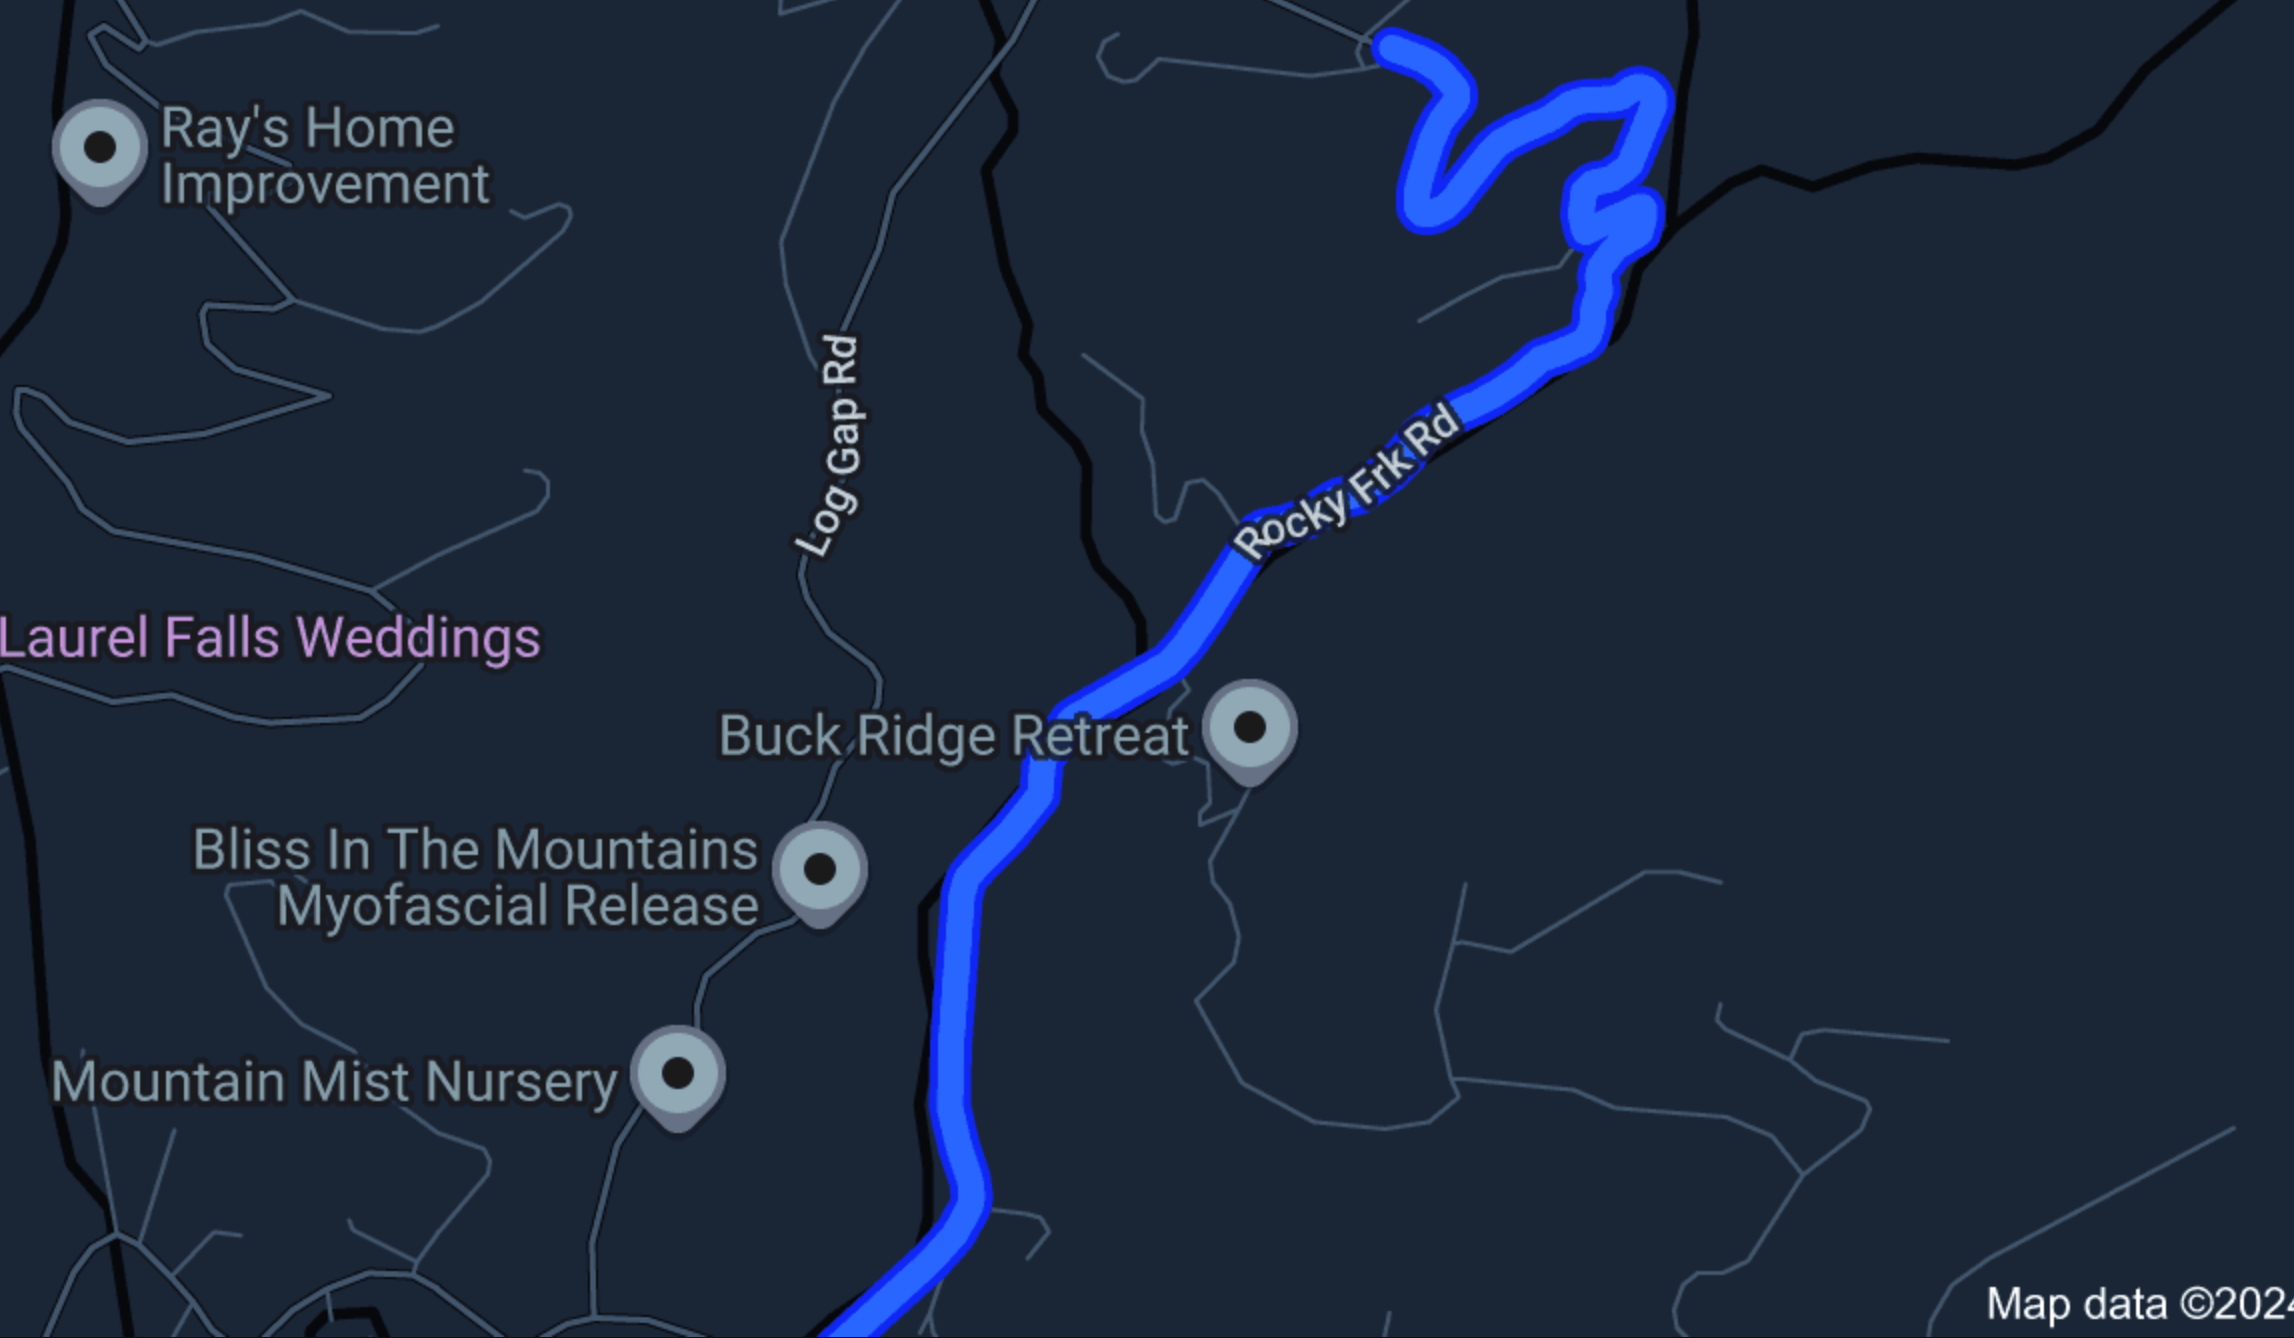 Ray's Home
Improvement
Log Gap Rd
Rocky Frk Rd
Laurel Falls Weddings
Buck Ridge Retreat
Bliss In The Mountains
Myofascial Release
Mountain Mist Nursery
Map data ©2024